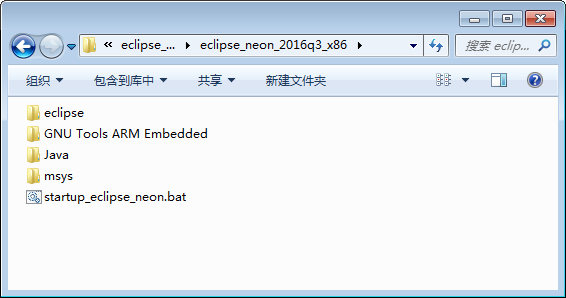 « eclipse_... ▸ eclipse_neon_2016q3_x86 ▸ 搜索 eclip...
组织 包含到库中 共享 新建文件夹
eclipse
GNU Tools ARM Embedded
Java
msys
startup_eclipse_neon.bat